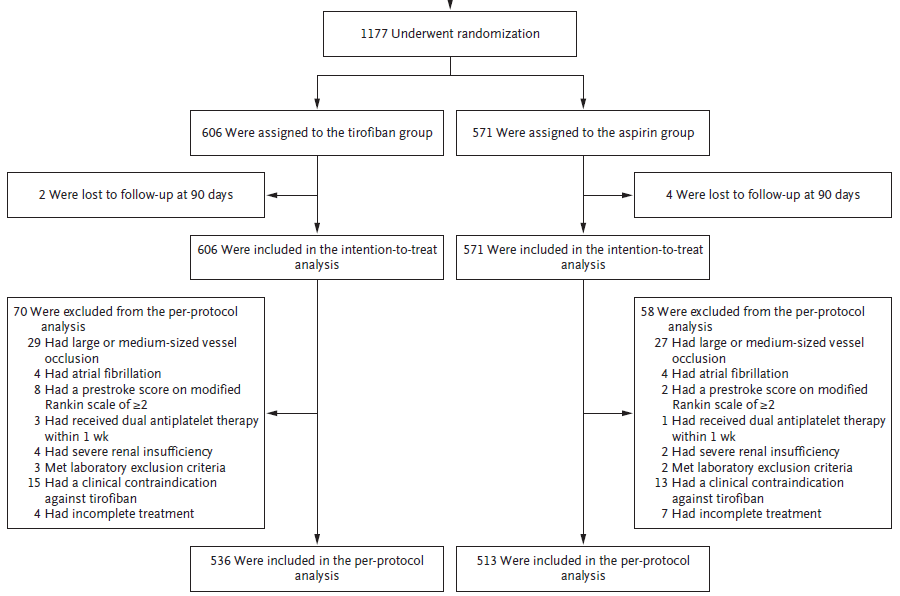 1177 Underwent randomization
606 Were assigned to the tirofiban group
571 Were assigned to the aspirin group
2 Were lost to follow-up at 90 days
4 Were lost to follow-up at 90 days
606 Were included in the intention-to-treat
analysis
571 Were included in the intention-to-treat
analysis
70 Were excluded from the per-protocol
analysis
29 Had large or medium-sized vessel
occlusion
4 Had atrial fibrillation
8 Had a prestroke score on modified
Rankin scale of ≥2
3 Had received dual antiplatelet therapy
within 1 wk
4 Had severe renal insufficiency
3 Met laboratory exclusion criteria
15 Had a clinical contraindication
against tirofiban
4 Had incomplete treatment
58 Were excluded from the per-protocol
analysis
27 Had large or medium-sized vessel
occlusion
4 Had atrial fibrillation
2 Had a prestroke score on modified
Rankin scale of ≥2
1 Had received dual antiplatelet therapy
within 1 wk
2 Had severe renal insufficiency
2 Met laboratory exclusion criteria
13 Had a clinical contraindication
against tirofiban
7 Had incomplete treatment
536 Were included in the per-protocol
analysis
513 Were included in the per-protocol
analysis